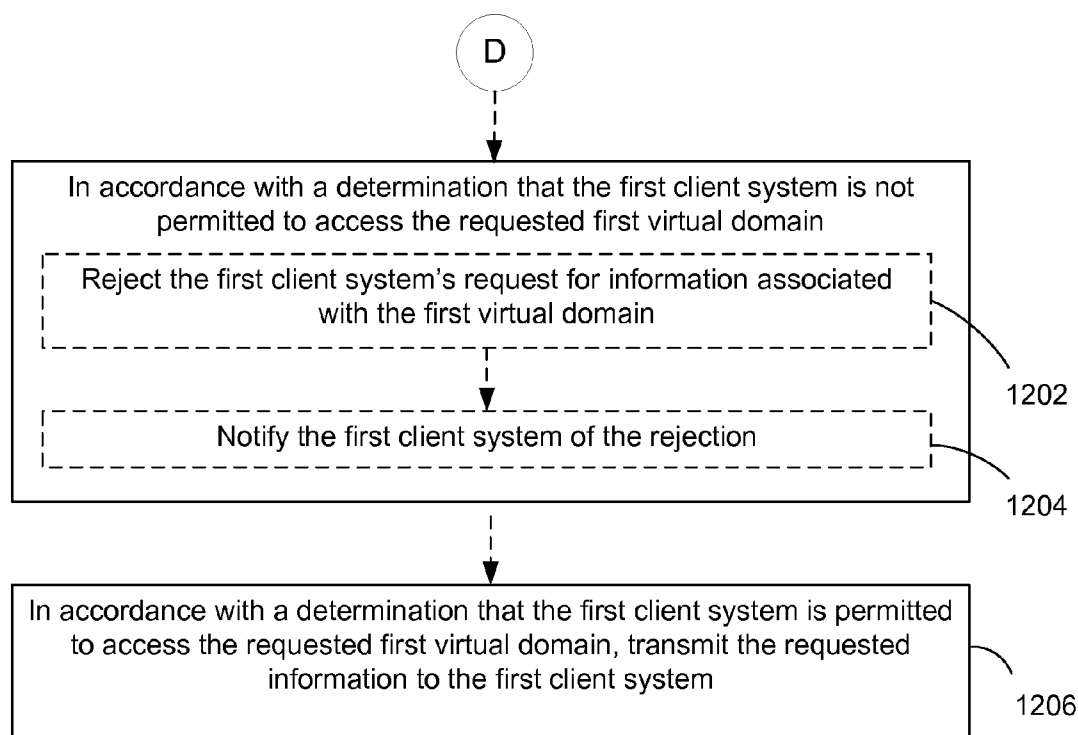 D
In accordance with a determination that the first client system is not
permitted to access the requested first virtual domain
Reject the first client system's request for information associated
with the first virtual domain
1202
Notify the first client system of the rejection
1204
In accordance with a determination that the first client system is permitted
to access the requested first virtual domain, transmit the requested
information to the first client system
1206